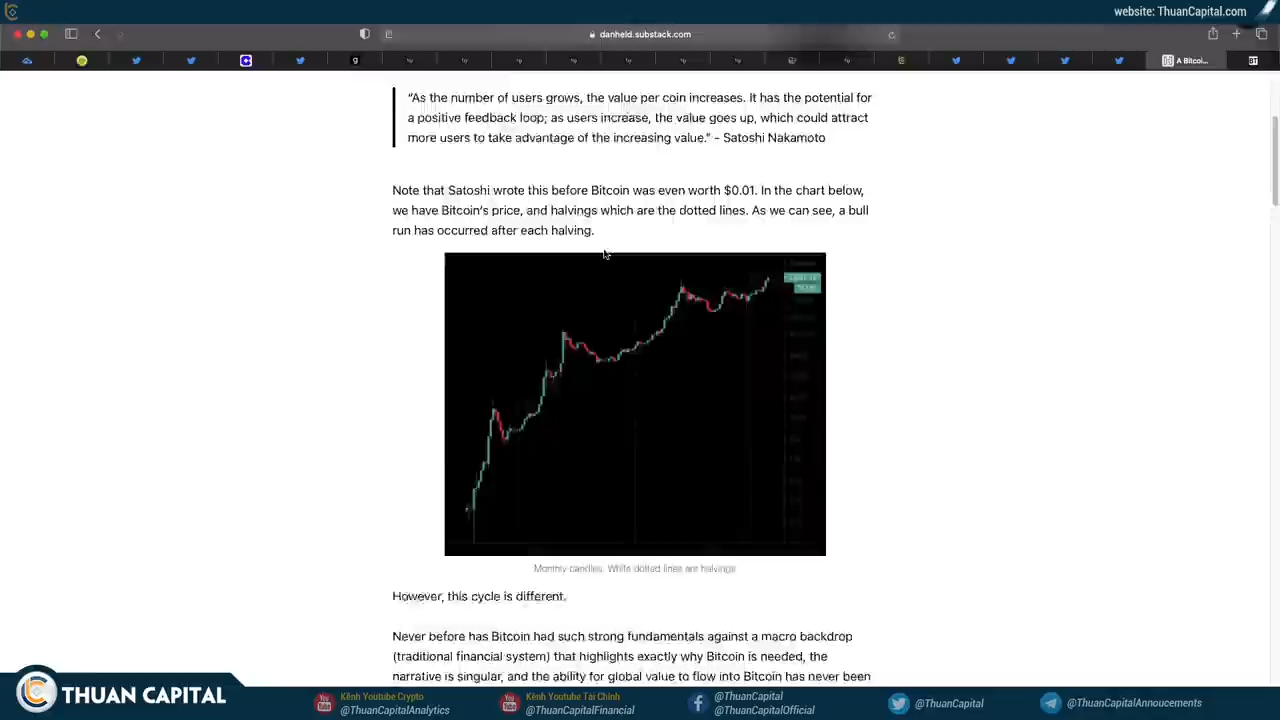 website: ThuanCapital.com
danheld.substack.com
A Bitcoi...
"As the number of users grows, the value per coin increases. It has the potential for
a positive feedback loop; as users increase, the value goes up, which could attract
more users to take advantage of the increasing value." - Satoshi Nakamoto
Note that Satoshi wrote this before Bitcoin was even worth $0.01. In the chart below,
we have Bitcoin's price, and halvings which are the dotted lines. As we can see, a bull
run has occurred after each halving.
Monthly candles. White dotted lines are halvings
However, this cycle is different.
Never before has Bitcoin had such strong fundamentals against a macro backdrop
(traditional financial system) that highlights exactly why Bitcoin is needed, the
narrative is singular, and the ability for global value to flow into Bitcoin has never been
THUAN CAPITAL
Kênh Youtube Crypto
@ThuanCapitalAnalytics
Kênh Youtube Tài Chính
@ThuanCapitalFinancial
@ThuanCapital
@ThuanCapitalOfficial
@ThuanCapital
@ThuanCapitalAnnoucements